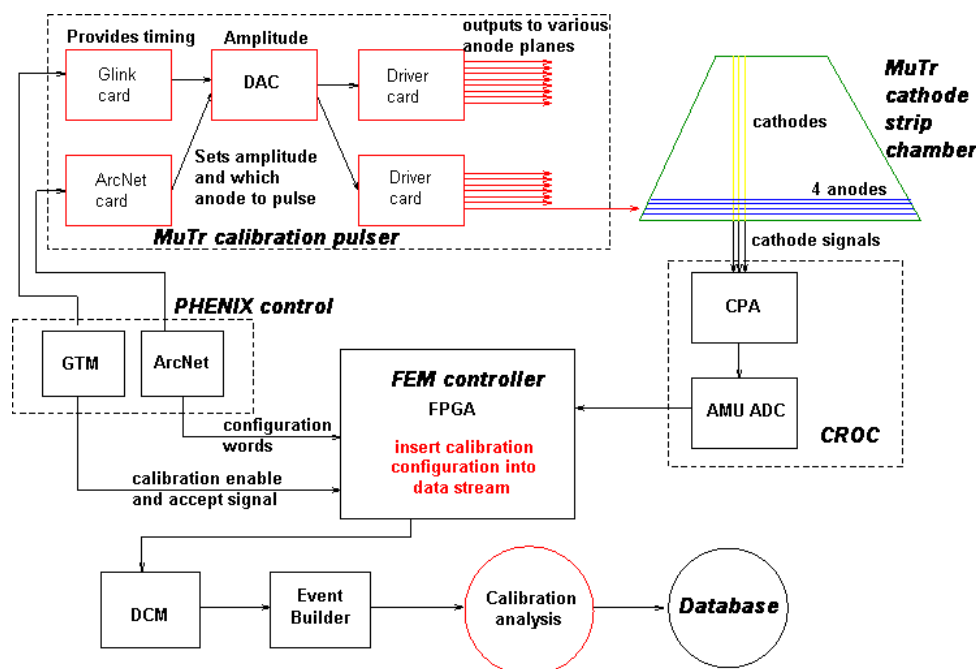 Provides timing
Amplitude
outputs to various
anode planes
Glink
card
DAC
Driver
card
MuTr
cathode
strip
chamber
cathodes
ArcNet
card
Sets amplitude
and which
anode to pulse
Driver
card
4 anodes
MuTr calibration pulser
cathode signals
PHENIX control
GTM
ArcNet
CPA
AMU ADC
CROC
FEM controller
FPGA
insert calibration
configuration into
data stream
configuration
words
calibration enable
and accept signal
DCM
Event
Builder
Calibration
analysis
Database